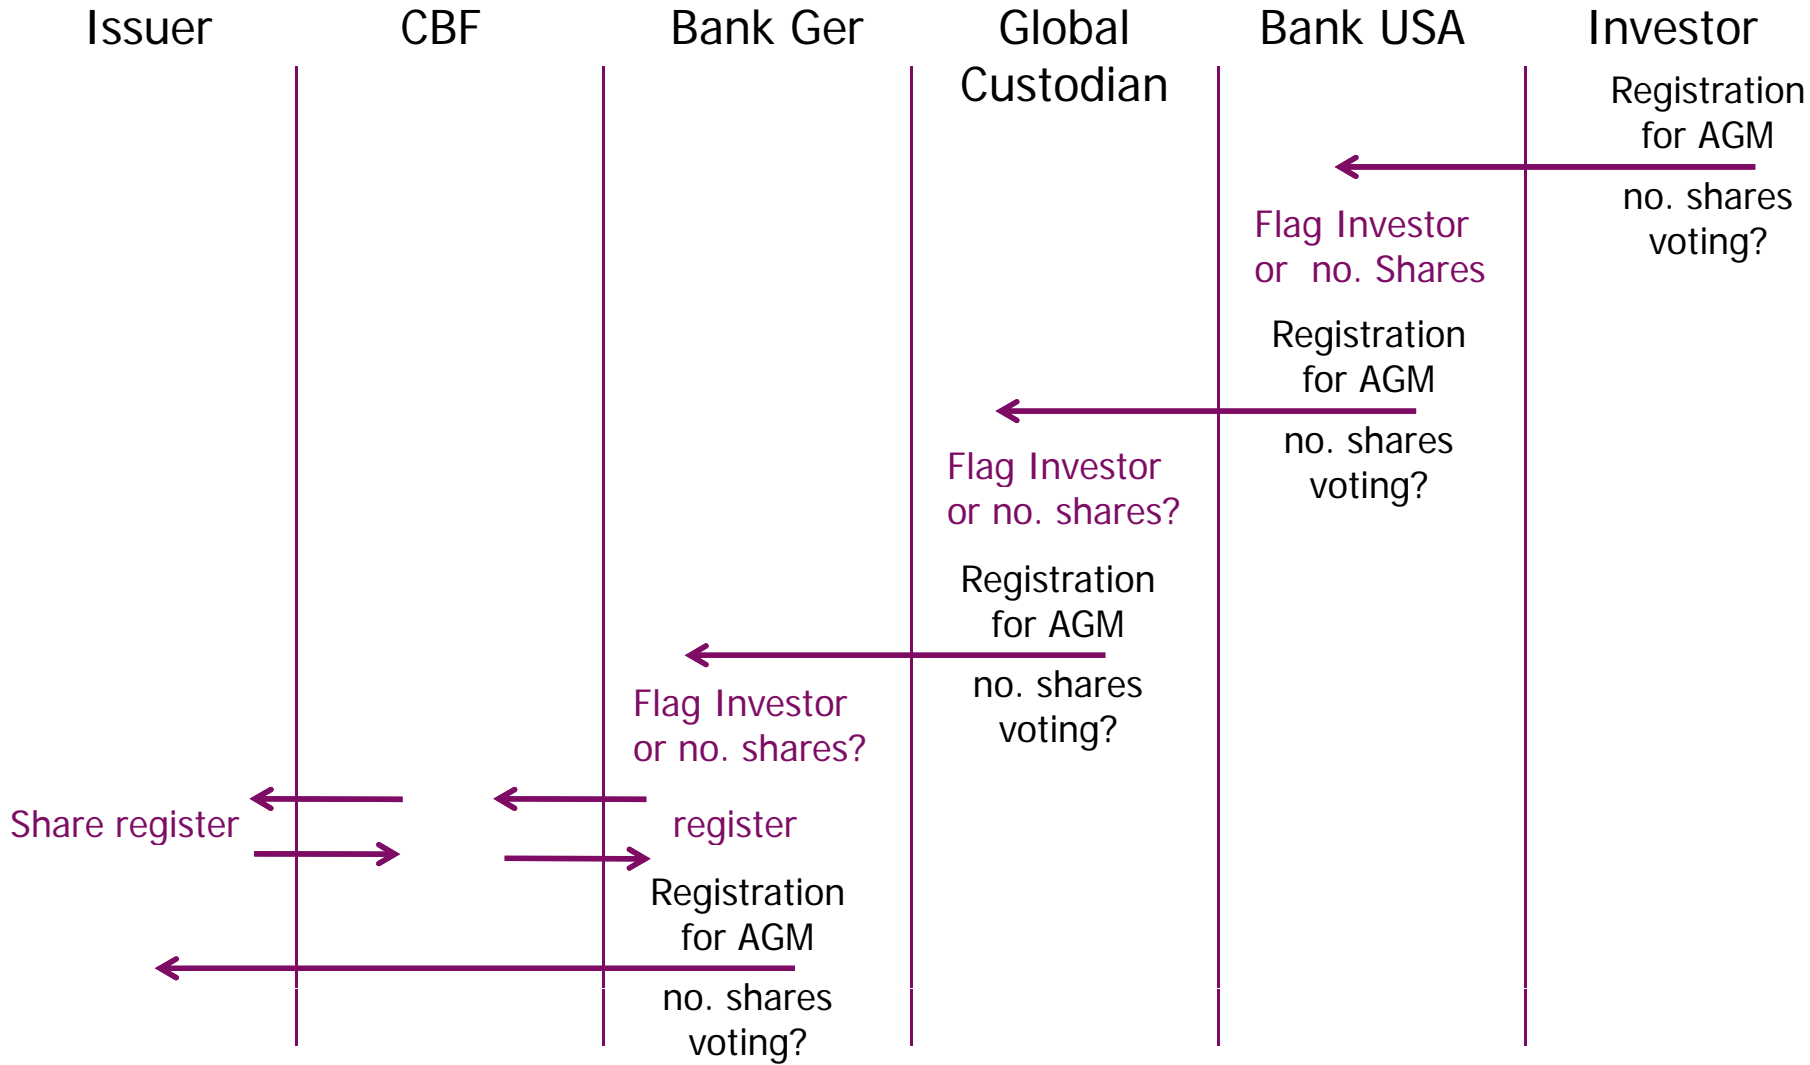 Issuer
CBF
Bank Ger
Global
Custodian
Bank USA
Investor
Registration
for AGM
no. shares
voting?
Flag Investor
or no. Shares
Registration
for AGM
no. shares
voting?
Flag Investor
or no. shares?
Registration
for AGM
no. shares
voting?
Flag Investor
or no. shares?
Share register
register
Registration
for AGM
no. shares
voting?